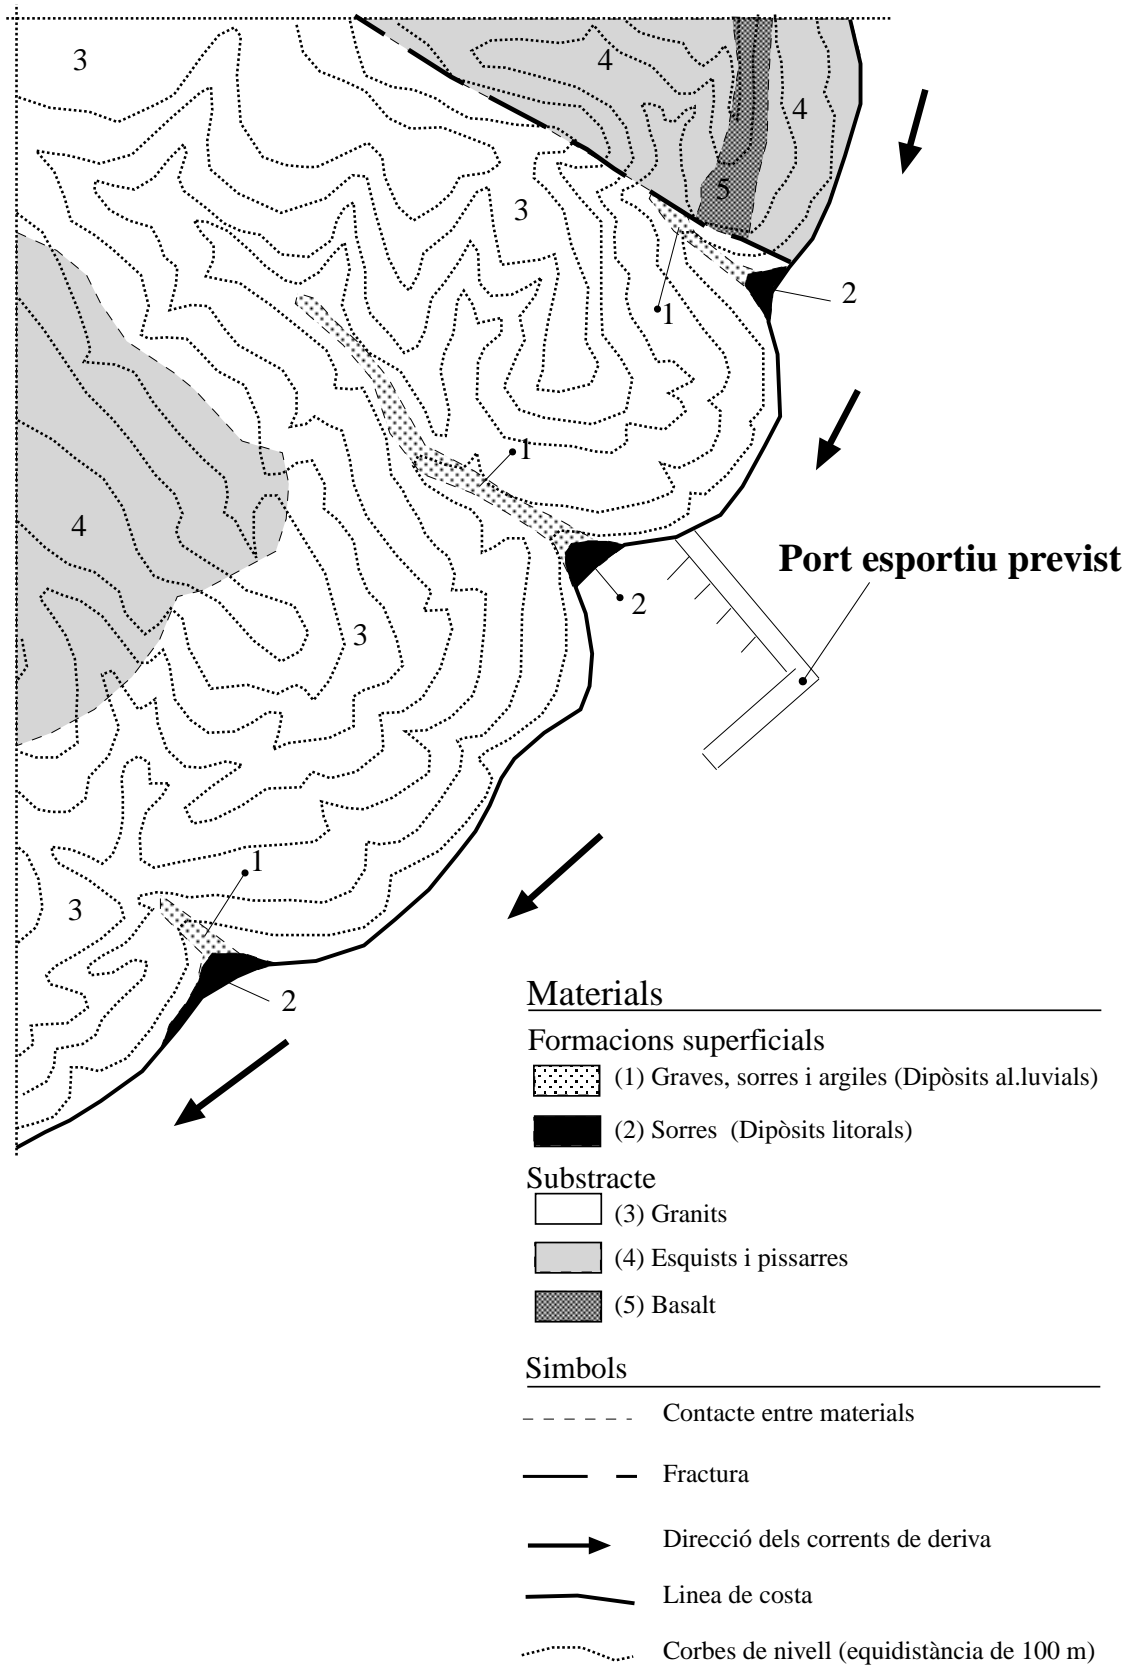 3
4
4
5
3
2
1
1
4
Port esportiu previst
2
3
1
3
2
Materials
Formacions superficials
(1) Graves, sorres i argiles (Dipòsits al.luvials)
(2) Sorres (Dipòsits litorals)
Substracte
(3) Granits
(4) Esquists i pissarres
(5) Basalt
Simbols
Contacte entre materials
Fractura
Direcció dels corrents de deriva
Linea de costa
Corbes de nivell (equidistància de 100 m)